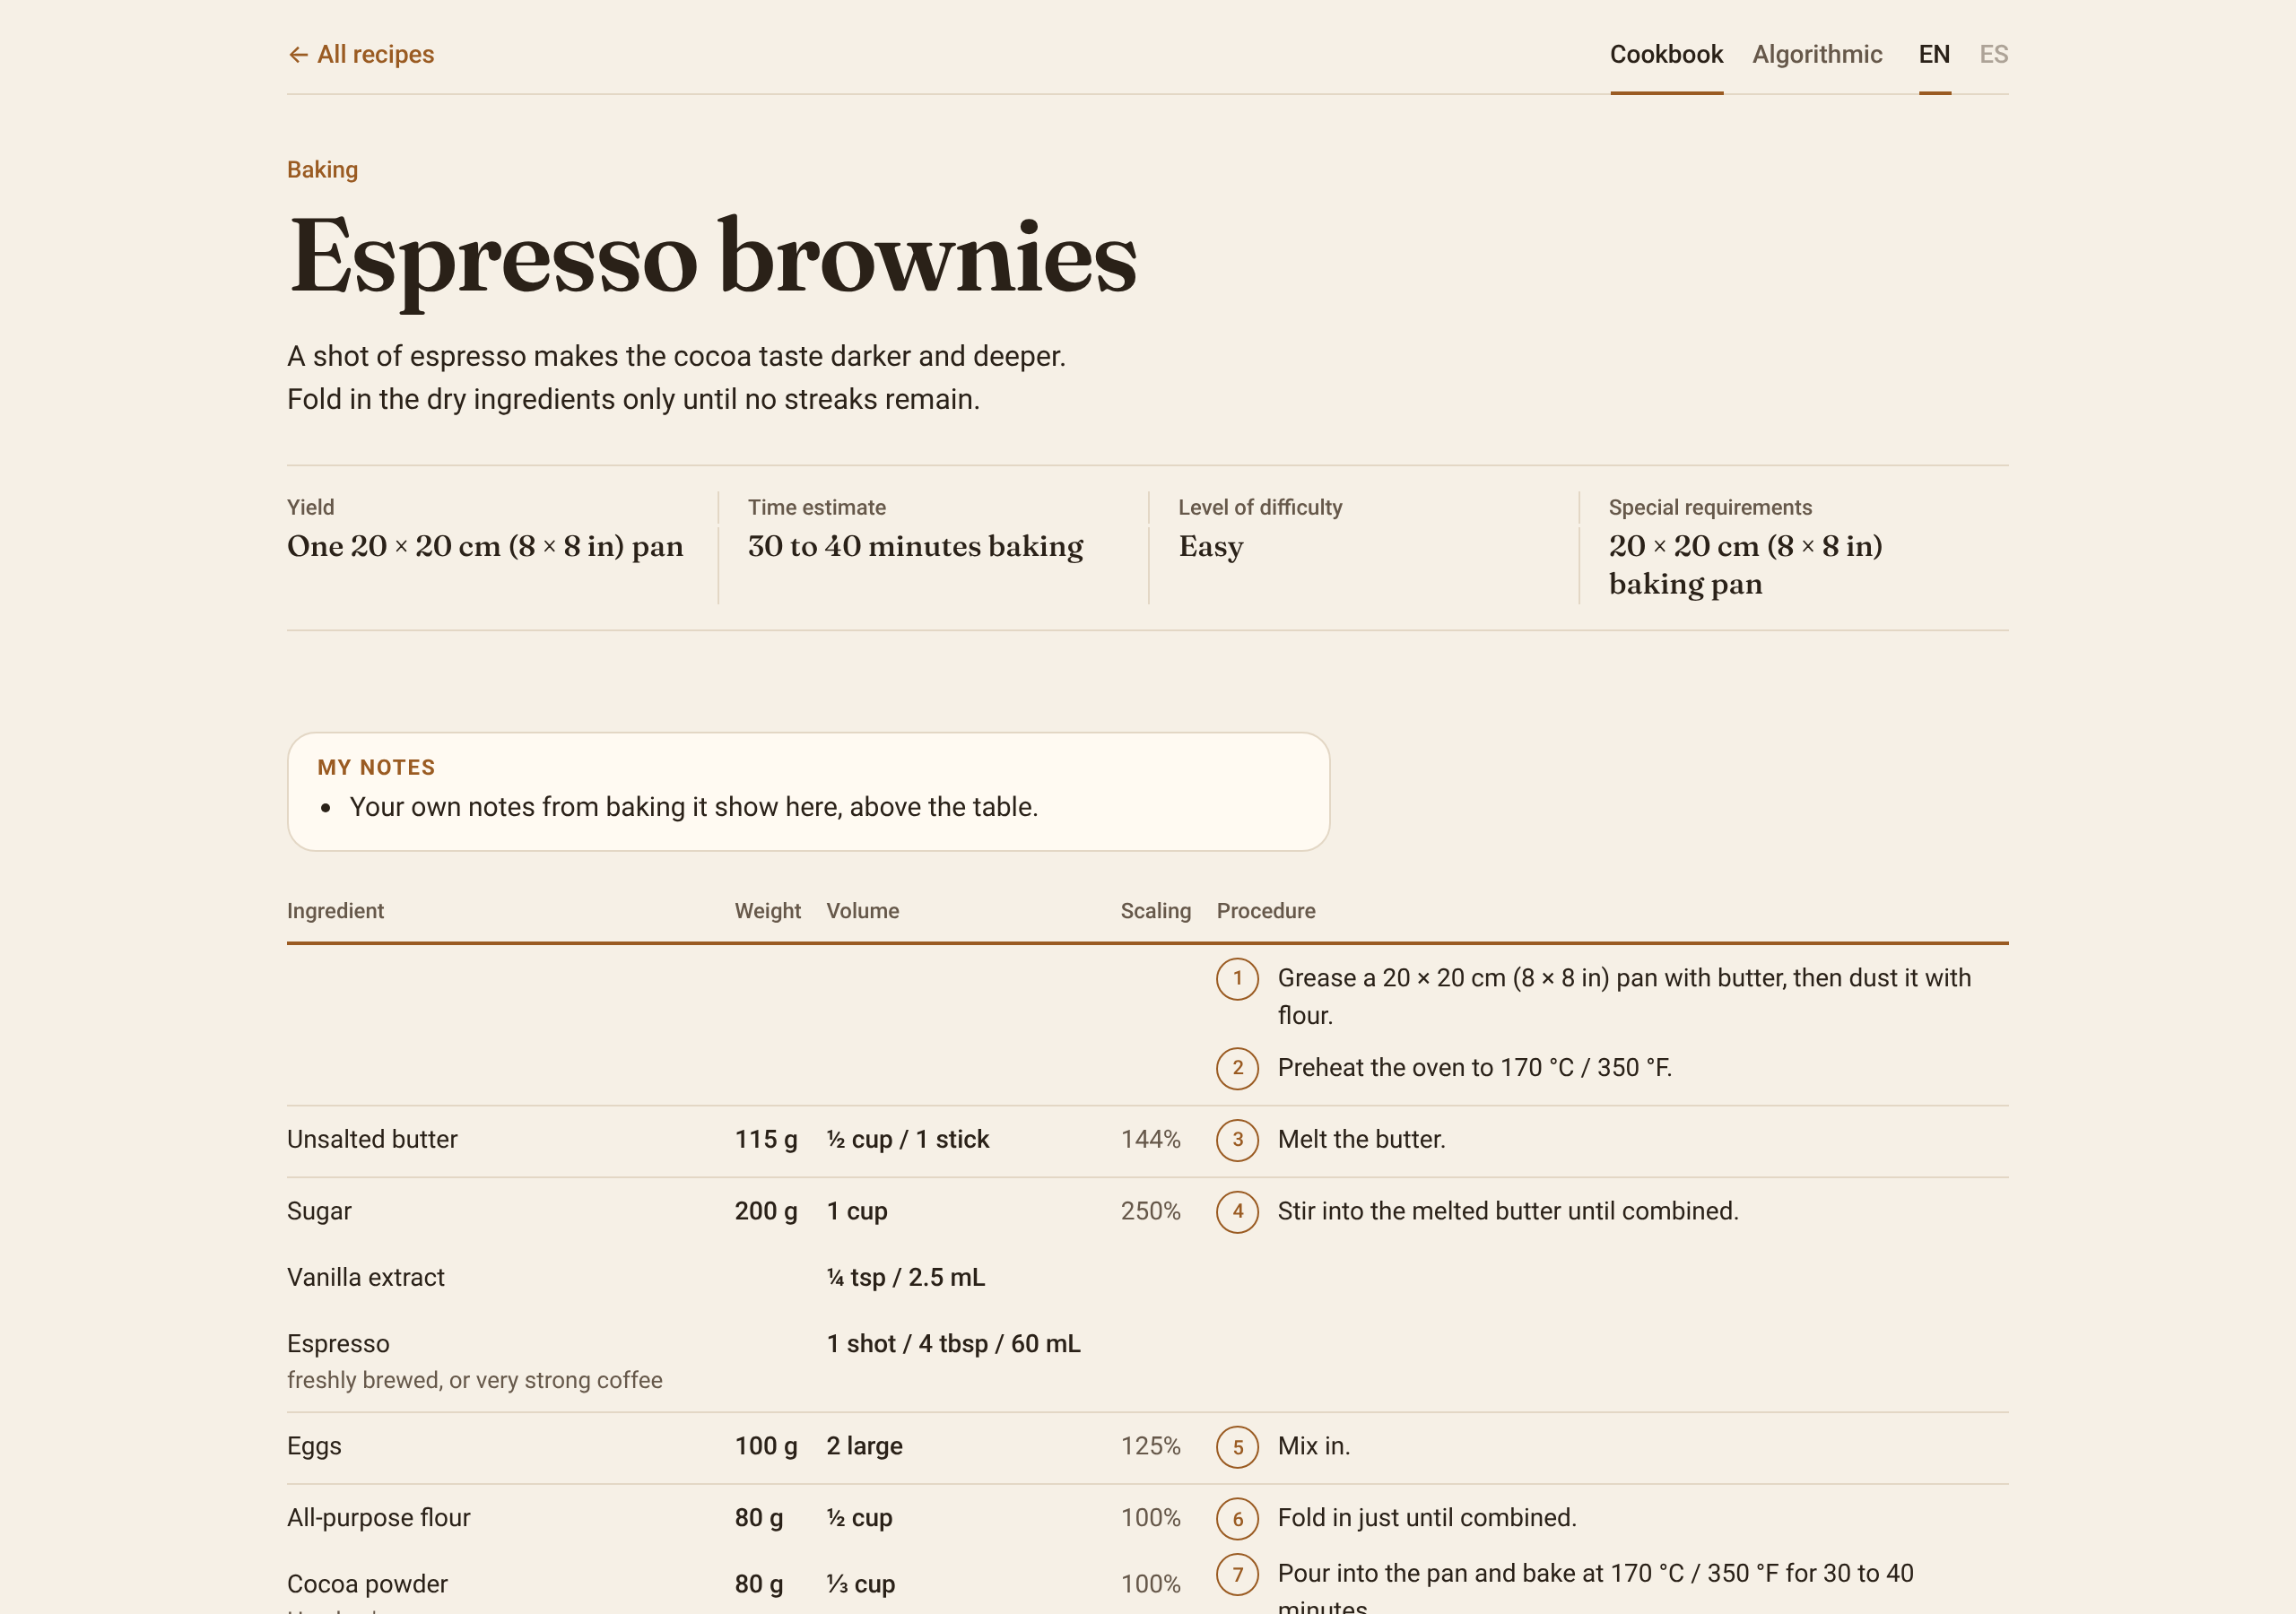 ← All recipes
Cookbook Algorithmic EN ES
Baking
Espresso brownies
A shot of espresso makes the cocoa taste darker and deeper.
Fold in the dry ingredients only until no streaks remain.
Yield
One 20 × 20 cm (8 × 8 in) pan
Time estimate
30 to 40 minutes baking
Level of difficulty
Easy
Special requirements
20 × 20 cm (8 × 8 in)
baking pan
MY NOTES
• Your own notes from baking it show here, above the table.
Ingredient Weight Volume Scaling Procedure
1 Grease a 20 × 20 cm (8 × 8 in) pan with butter, then dust it with
flour.
2 Preheat the oven to 170 °C / 350 °F.
Unsalted butter 115 g ½ cup / 1 stick 144% 3 Melt the butter.
Sugar 200 g 1 cup 250% 4 Stir into the melted butter until combined.
Vanilla extract ¼ tsp / 2.5 mL
Espresso 1 shot / 4 tbsp / 60 mL
freshly brewed, or very strong coffee
Eggs 100 g 2 large 125% 5 Mix in.
All-purpose flour 80 g ½ cup 100% 6 Fold in just until combined.
Cocoa powder 80 g ⅓ cup 100% 7 Pour into the pan and bake at 170 °C / 350 °F for 30 to 40
minutes